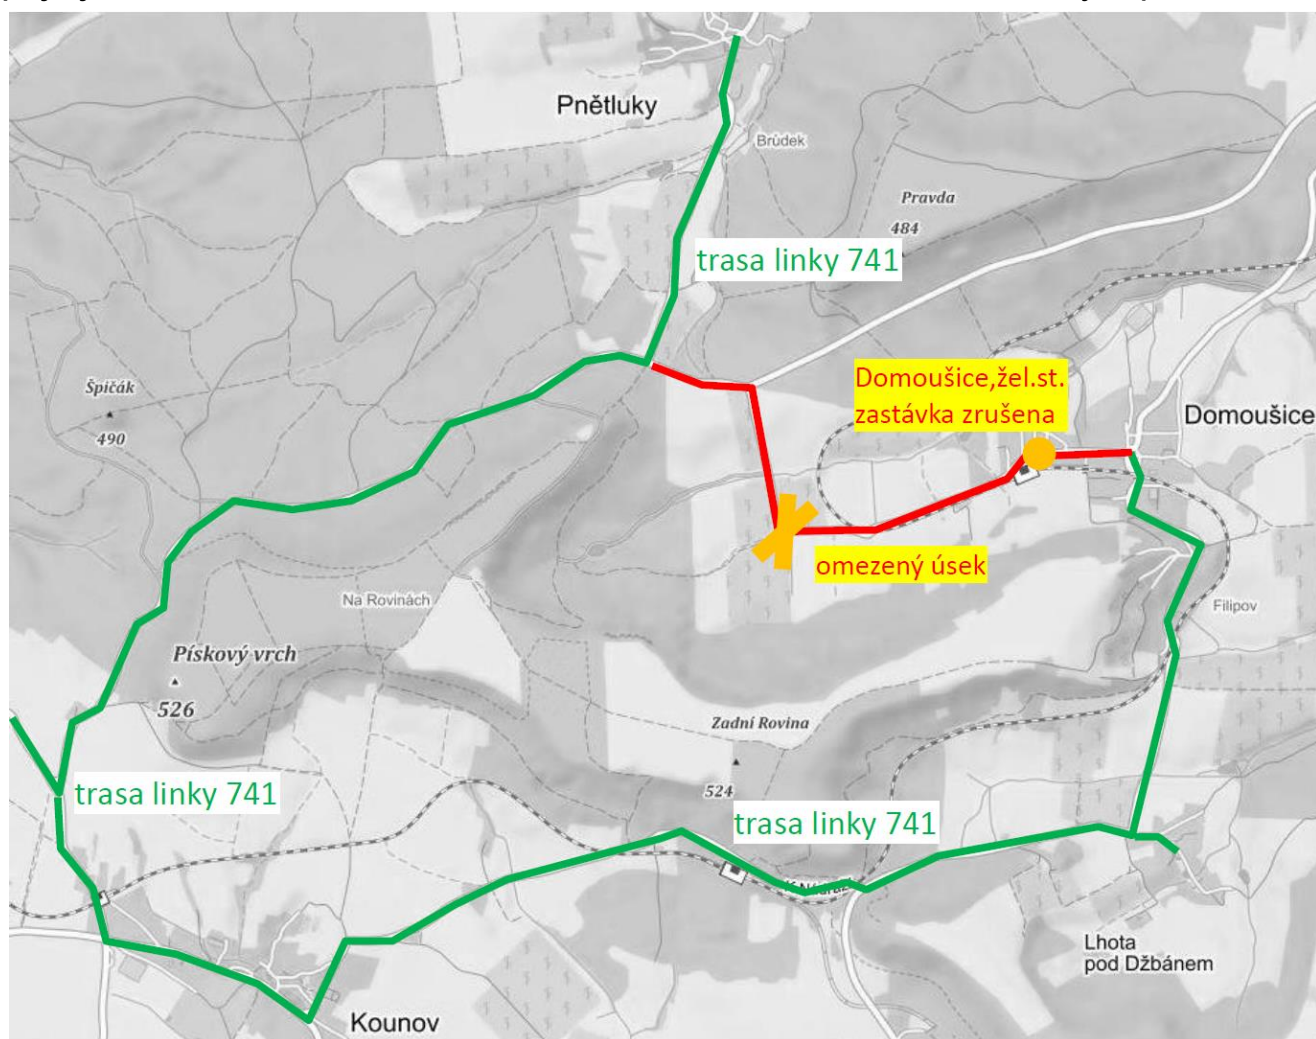 Pnětluky
Brůdek
Pravda
484
trasa linky 741
Domoušice,žel.st.
zastávka zrušena
Špičák
490
Domoušice
omezený úsek
Na Rovinách
Filipov
Pískový vrch
526
Zadní Rovina
524
trasa linky 741
trasa linky 741
K Nádraží
Lhota
pod Džbánem
Kounov